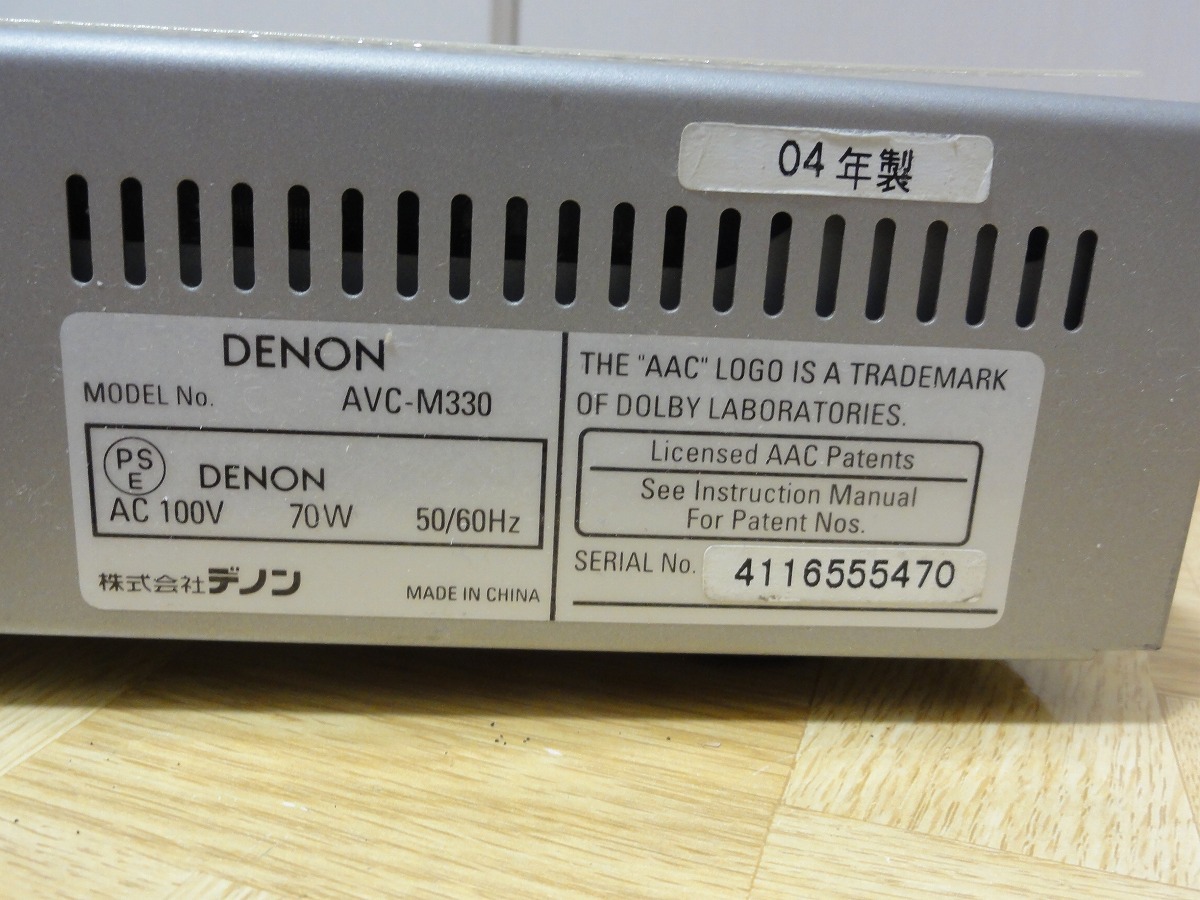 04年製
DENON
MODEL No. AVC-M330
PS
E
DENON
AC 100V 70W 50/60Hz
株式会社デノン
MADE IN CHINA
THE "AAC" LOGO IS A TRADEMARK
OF DOLBY LABORATORIES.
Licensed AAC Patents
See Instruction Manual
For Patent Nos.
SERIAL No. 4116555470